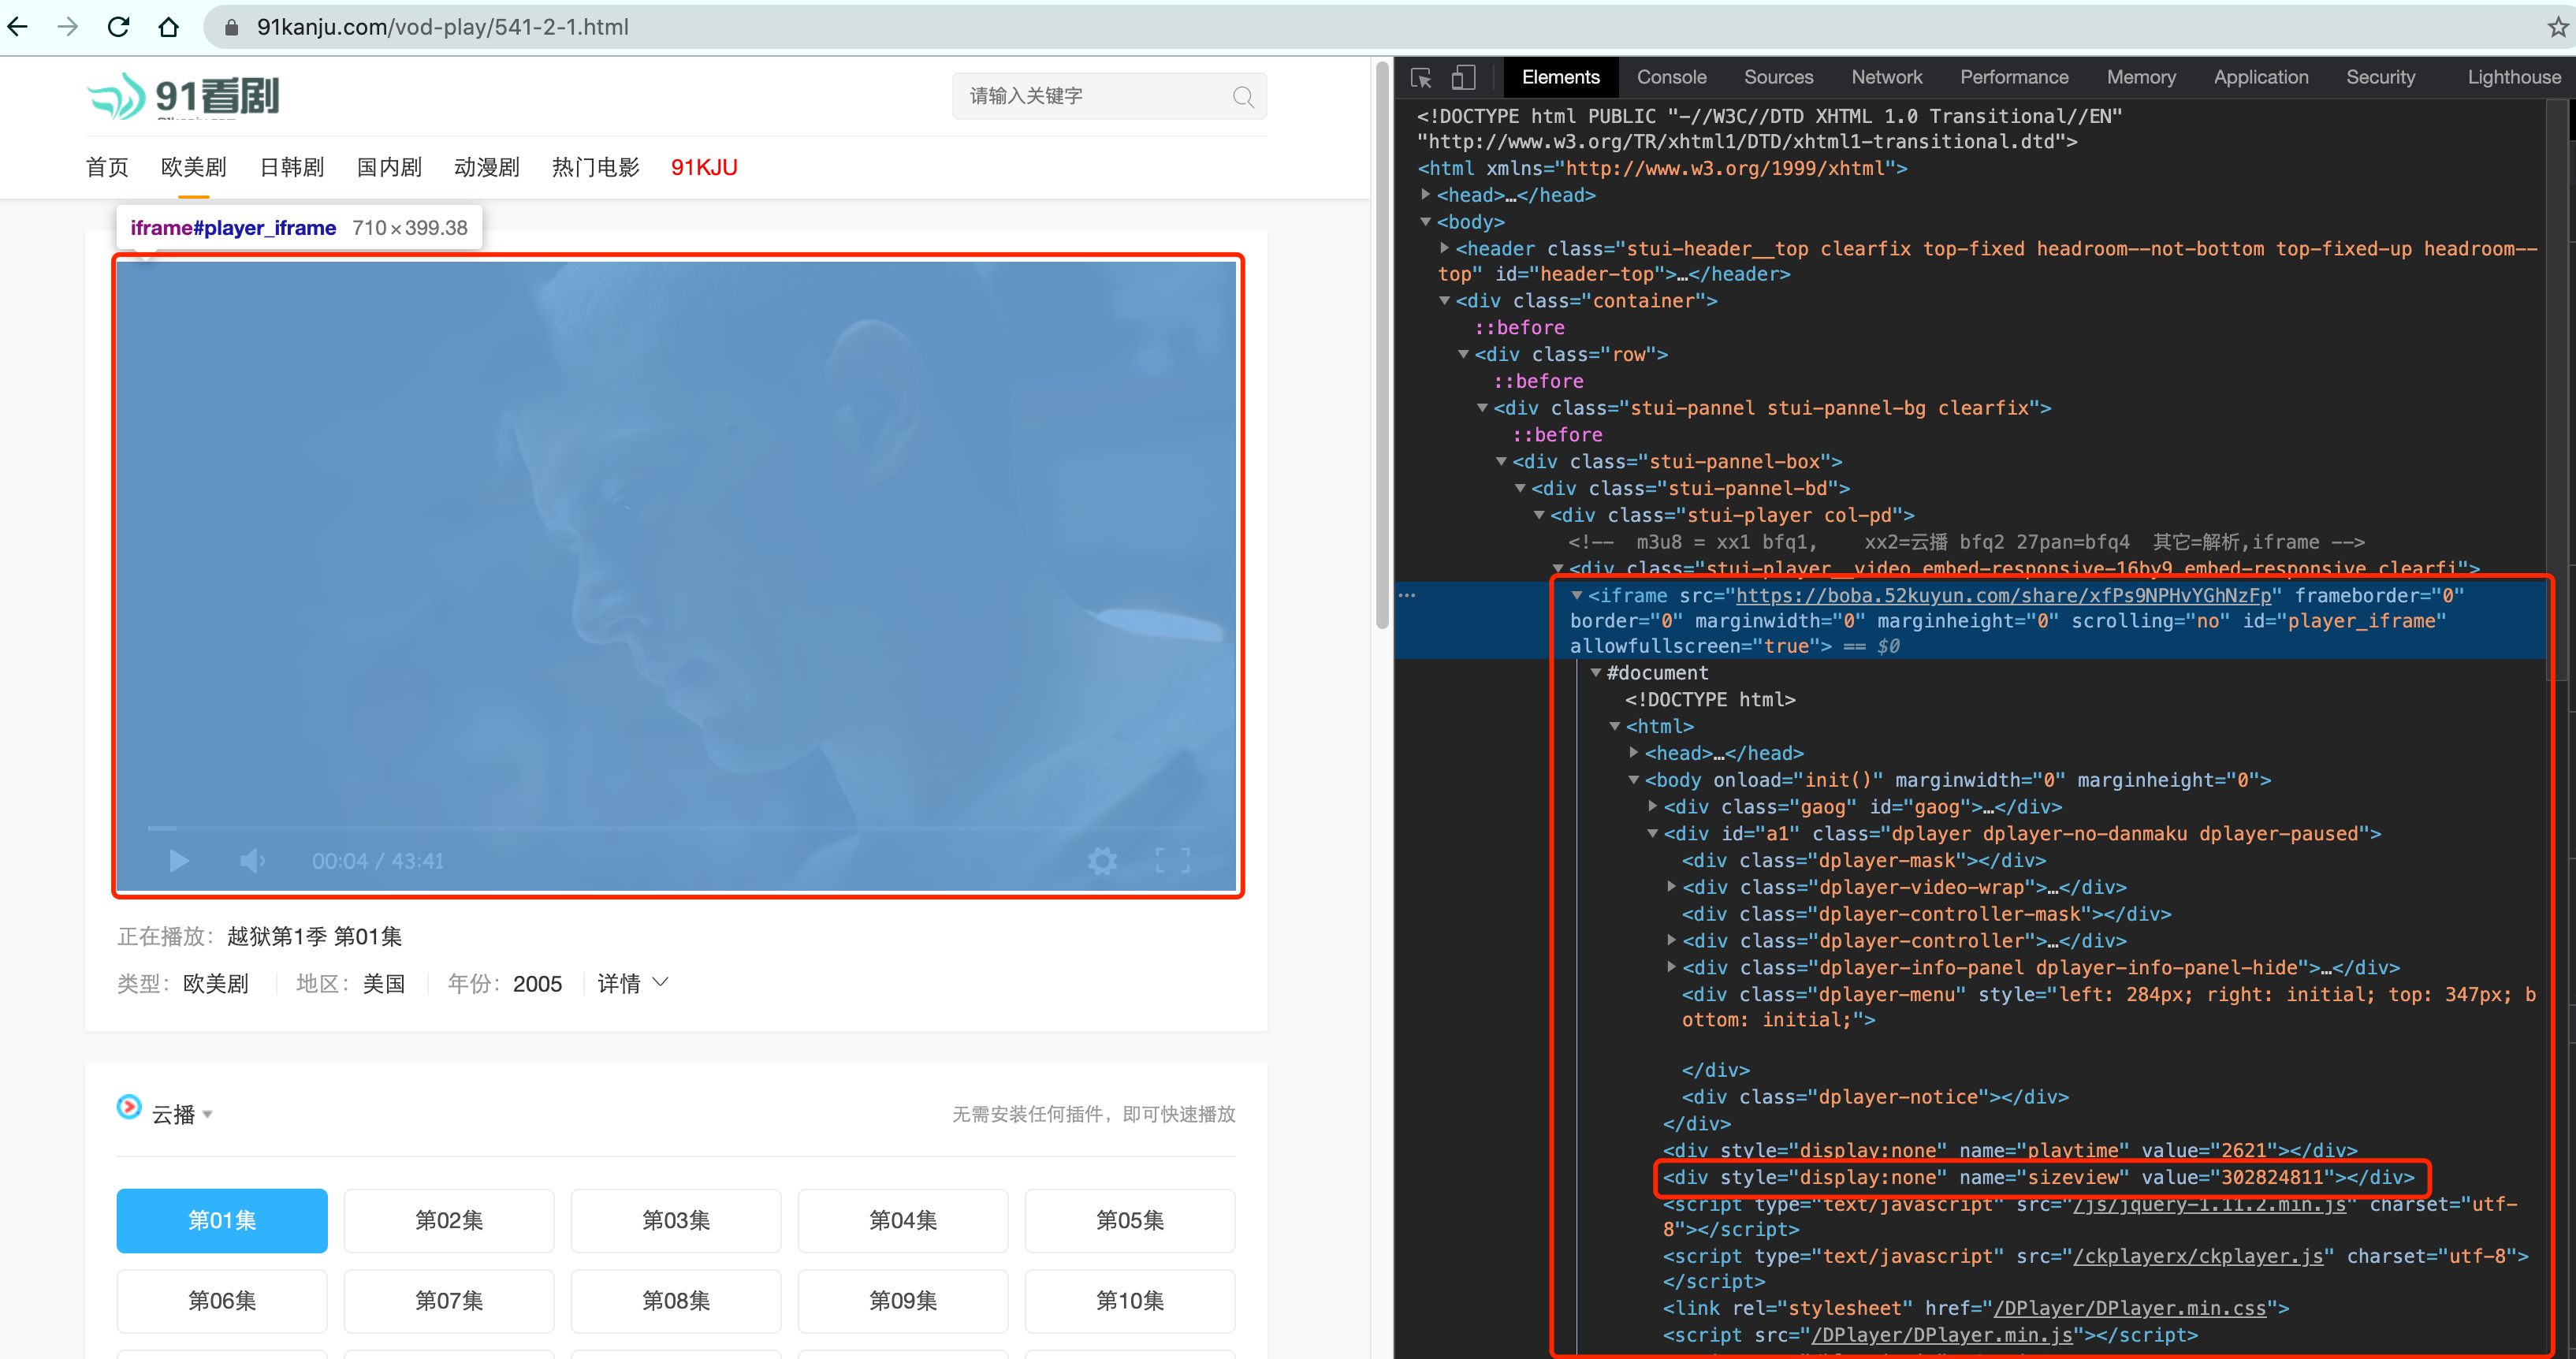 91kanju.com/vod-play/541-2-1.html
91看剧
请输入关键字
首页 欧美剧 日韩剧 国内剧 动漫剧 热门电影 91KJU
iframe#player_iframe 710×399.38
00:04 / 43:41
正在播放：越狱第1季 第01集
类型：欧美剧 地区：美国 年份：2005 详情
云播 无需安装任何插件，即可快速播放
第01集 第02集 第03集 第04集 第05集
第06集 第07集 第08集 第09集 第10集
Elements Console Sources Network Performance Memory Application Security Lighthouse
<!DOCTYPE html PUBLIC "-//W3C//DTD XHTML 1.0 Transitional//EN"
"http://www.w3.org/TR/xhtml1/DTD/xhtml1-transitional.dtd">
<html xmlns="http://www.w3.org/1999/xhtml">
<head>…</head>
<body>
<header class="stui-header__top clearfix top-fixed headroom--not-bottom top-fixed-up headroom--
top" id="header-top">…</header>
<div class="container">
::before
<div class="row">
::before
<div class="stui-pannel stui-pannel-bg clearfix">
::before
<div class="stui-pannel-box">
<div class="stui-pannel-bd">
<div class="stui-player col-pd">
<!-- m3u8 = xx1 bfq1, xx2=云播 bfq2 27pan=bfq4 其它=解析,iframe -->
<div class="stui-player__video embed-responsive-16by9 embed-responsive clearfi">
<iframe src="https://boba.52kuyun.com/share/xfPs9NPHvYGhNzFp" frameborder="0"
border="0" marginwidth="0" marginheight="0" scrolling="no" id="player_iframe"
allowfullscreen="true"> == $0
#document
<!DOCTYPE html>
<html>
<head>…</head>
<body onload="init()" marginwidth="0" marginheight="0">
<div class="gaog" id="gaog">…</div>
<div id="a1" class="dplayer dplayer-no-danmaku dplayer-paused">
<div class="dplayer-mask"></div>
<div class="dplayer-video-wrap">…</div>
<div class="dplayer-controller-mask"></div>
<div class="dplayer-controller">…</div>
<div class="dplayer-info-panel dplayer-info-panel-hide">…</div>
<div class="dplayer-menu" style="left: 284px; right: initial; top: 347px; b
ottom: initial;">
</div>
<div class="dplayer-notice"></div>
</div>
<div style="display:none" name="playtime" value="2621"></div>
<div style="display:none" name="sizeview" value="302824811"></div>
<script type="text/javascript" src="/js/jquery-1.11.2.min.js" charset="utf-
8"></script>
<script type="text/javascript" src="/ckplayerx/ckplayer.js" charset="utf-8">
</script>
<link rel="stylesheet" href="/DPlayer/DPlayer.min.css">
<script src="/DPlayer/DPlayer.min.js"></script>